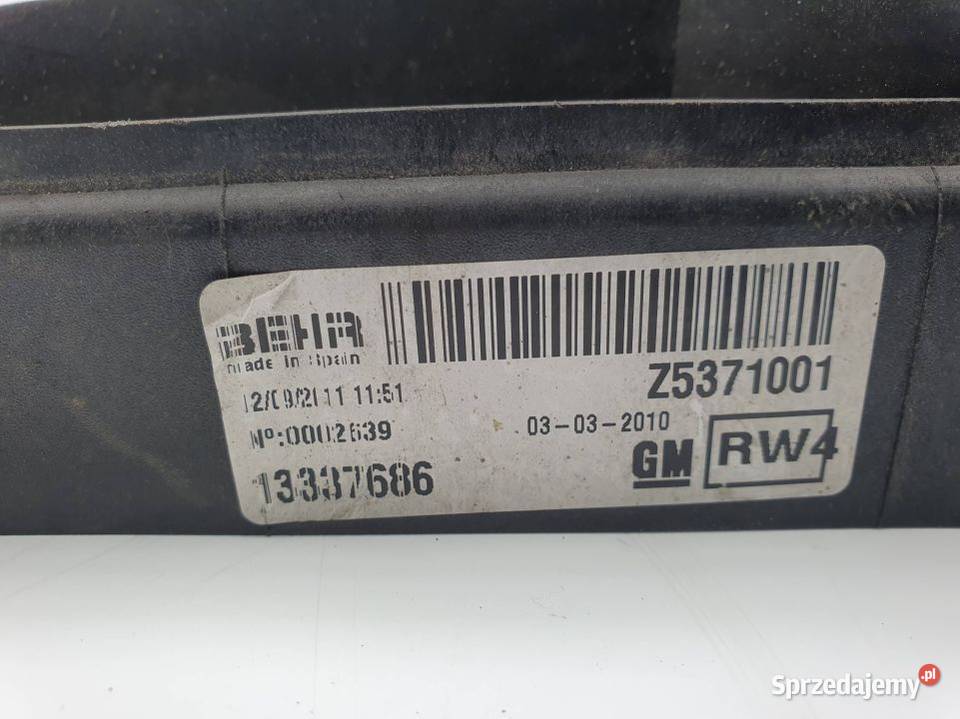 BEHR
made in Spain
Z5371001
12/09/2011 11:51
03-03-2010
Nº:0002639
GM RW4
13337686
Sprzedajemy.pl